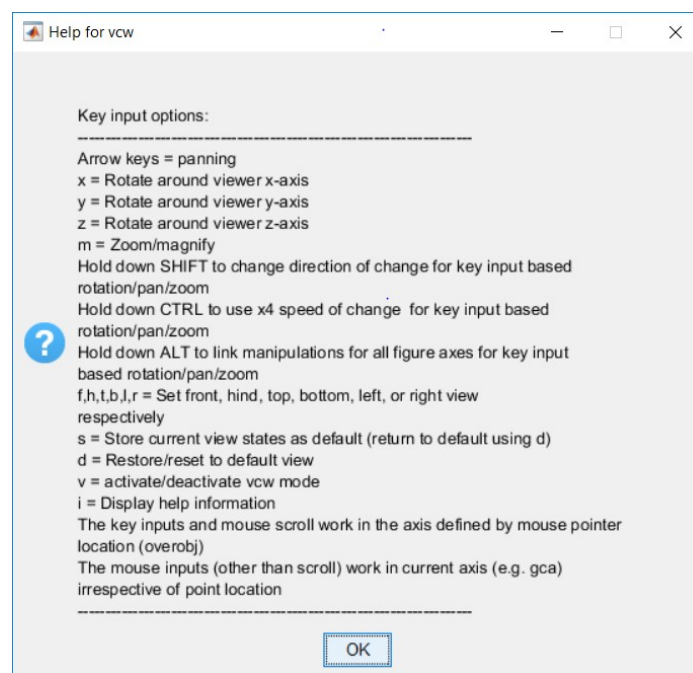 Help for vcw
Key input options:
------------------------------------------------------------------------
Arrow keys = panning
x = Rotate around viewer x-axis
y = Rotate around viewer y-axis
z = Rotate around viewer z-axis
m = Zoom/magnify
Hold down SHIFT to change direction of change for key input based
rotation/pan/zoom
Hold down CTRL to use x4 speed of change  for key input based
rotation/pan/zoom
Hold down ALT to link manipulations for all figure axes for key input
based rotation/pan/zoom
f,h,t,b,l,r = Set front, hind, top, bottom, left, or right view
respectively
s = Store current view states as default (return to default using d)
d = Restore/reset to default view
v = activate/deactivate vcw mode
i = Display help information
The key inputs and mouse scroll work in the axis defined by mouse pointer
location (overobj)
The mouse inputs (other than scroll) work in current axis (e.g. gca)
irrespective of point location
------------------------------------------------------------------------
OK